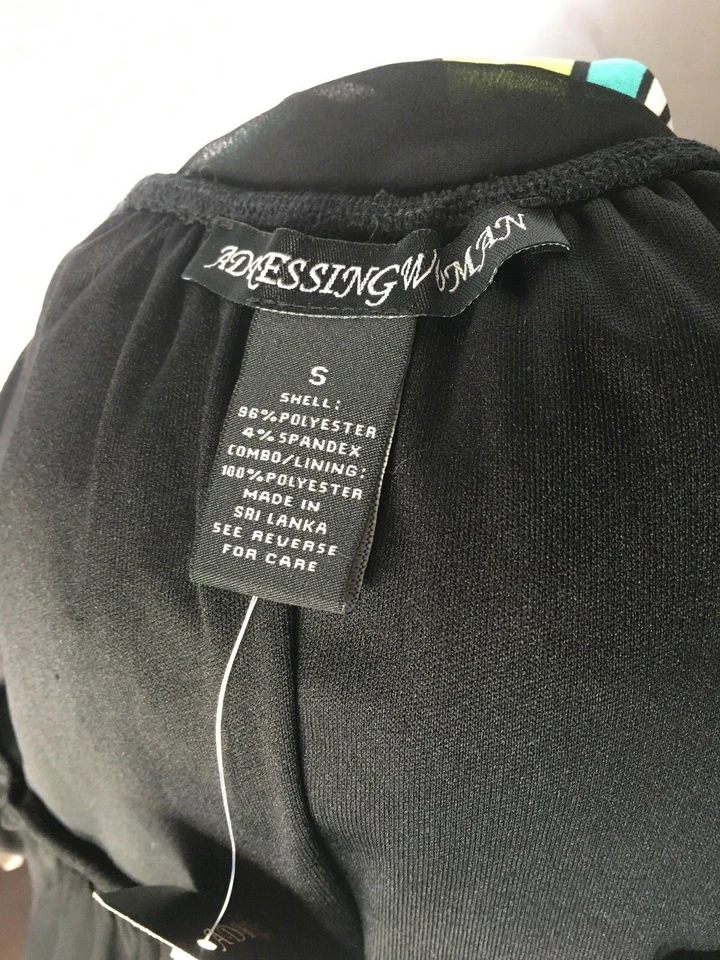 ADRESSINGWOMAN
S
SHELL:
96%POLYESTER
4%SPANDEX
COMBO/LINING:
100%POLYESTER
MADE IN
SRI LANKA
SEE REVERSE
FOR CARE